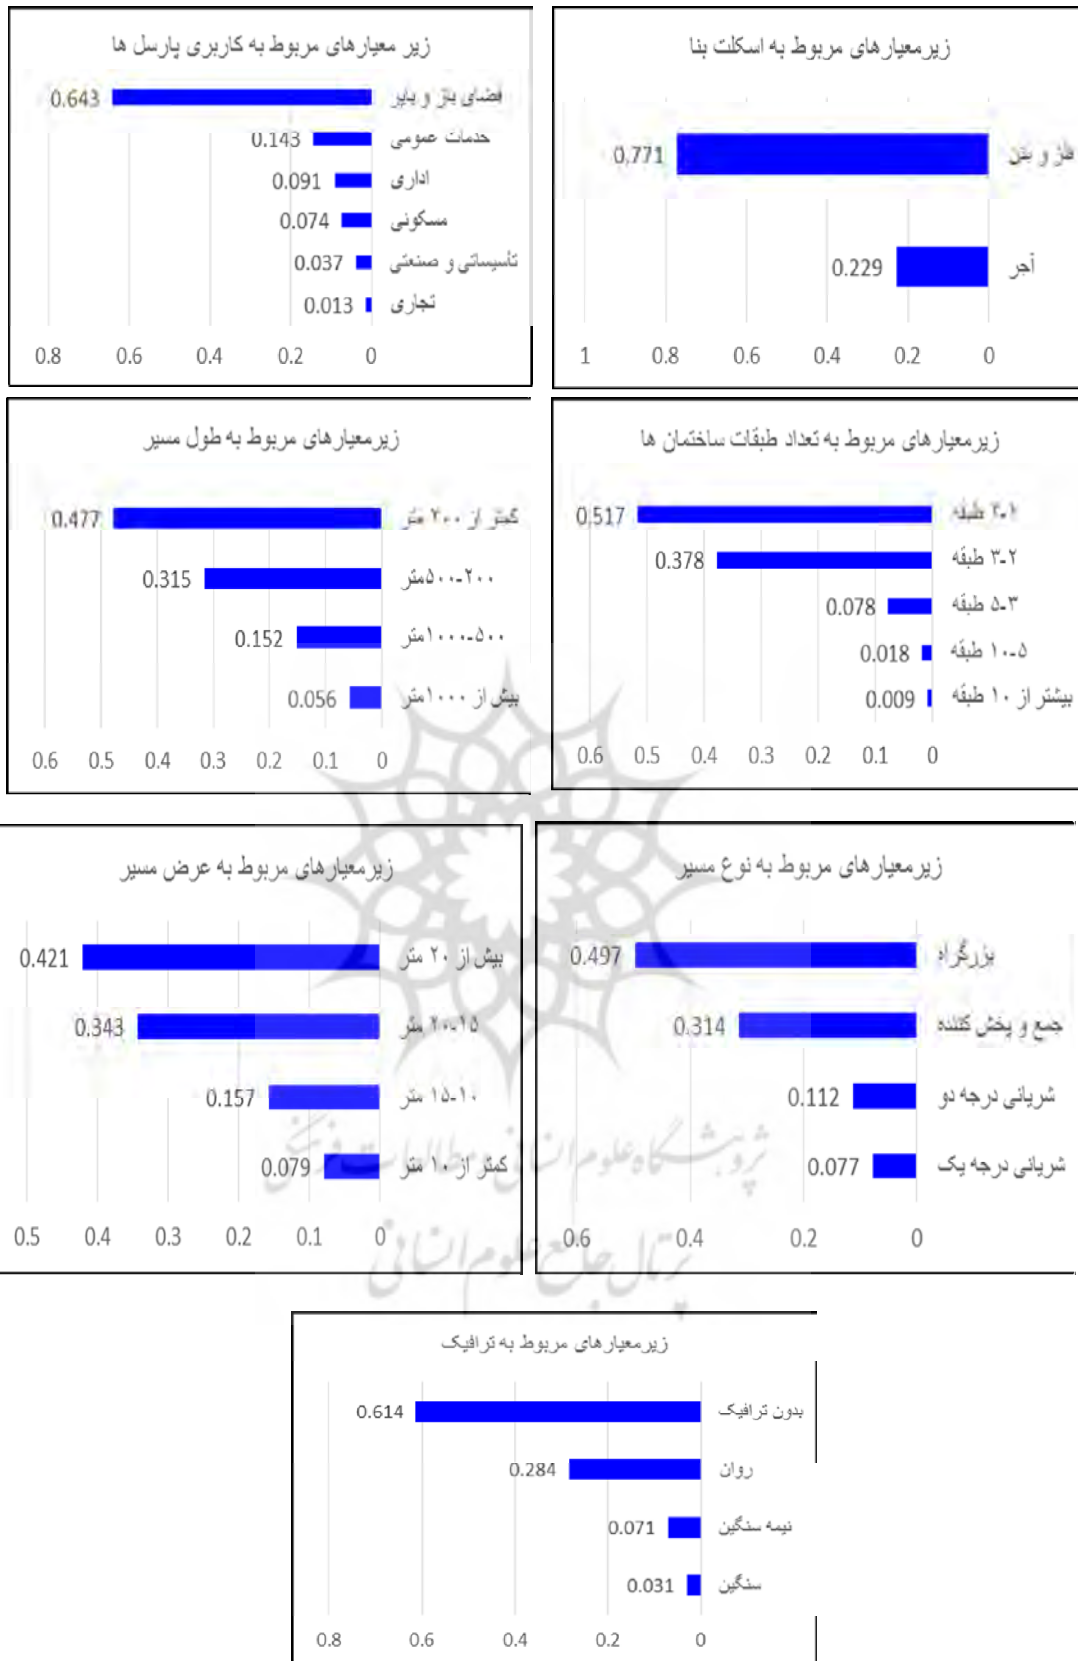 زیرمعیارهای مربوط به اسکلت بنا
فلز و بتن 0.771
آجر 0.229
1 0.8 0.6 0.4 0.2 0
زیر معیارهای مربوط به کاربری پارسل ها
فضای باز و بایر 0.643
خدمات عمومی 0.143
اداری 0.091
مسکونی 0.074
تاسیساتی و صنعتی 0.037
تجاری 0.013
0.8 0.6 0.4 0.2 0
زیرمعیارهای مربوط به تعداد طبقات ساختمان ها
۲-۱ طبقه 0.517
۳-۲ طبقه 0.378
۵-۳ طبقه 0.078
۱۰-۵ طبقه 0.018
بیشتر از ۱۰ طبقه 0.009
0.6 0.5 0.4 0.3 0.2 0.1 0
زیرمعیارهای مربوط به طول مسیر
کمتر از ۲۰۰ متر 0.477
۵۰۰-۲۰۰متر 0.315
۱۰۰۰-۵۰۰متر 0.152
بیش از ۱۰۰۰متر 0.056
0.6 0.5 0.4 0.3 0.2 0.1 0
زیرمعیارهای مربوط به نوع مسیر
بزرگراه 0.497
جمع و پخش کننده 0.314
شریانی درجه دو 0.112
شریانی درجه یک 0.077
0.6 0.4 0.2 0
زیرمعیارهای مربوط به عرض مسیر
بیش از ۲۰ متر 0.421
۲۰-۱۵ متر 0.343
۱۵-۱۰ متر 0.157
کمتر از ۱۰ متر 0.079
0.5 0.4 0.3 0.2 0.1 0
پژوهشگاه علوم انسانی و مطالعات فرهنگی
پرتال جامع علوم انسانی
زیرمعیارهای مربوط به ترافیک
بدون ترافیک 0.614
روان 0.284
نیمه سنگین 0.071
سنگین 0.031
0.8 0.6 0.4 0.2 0